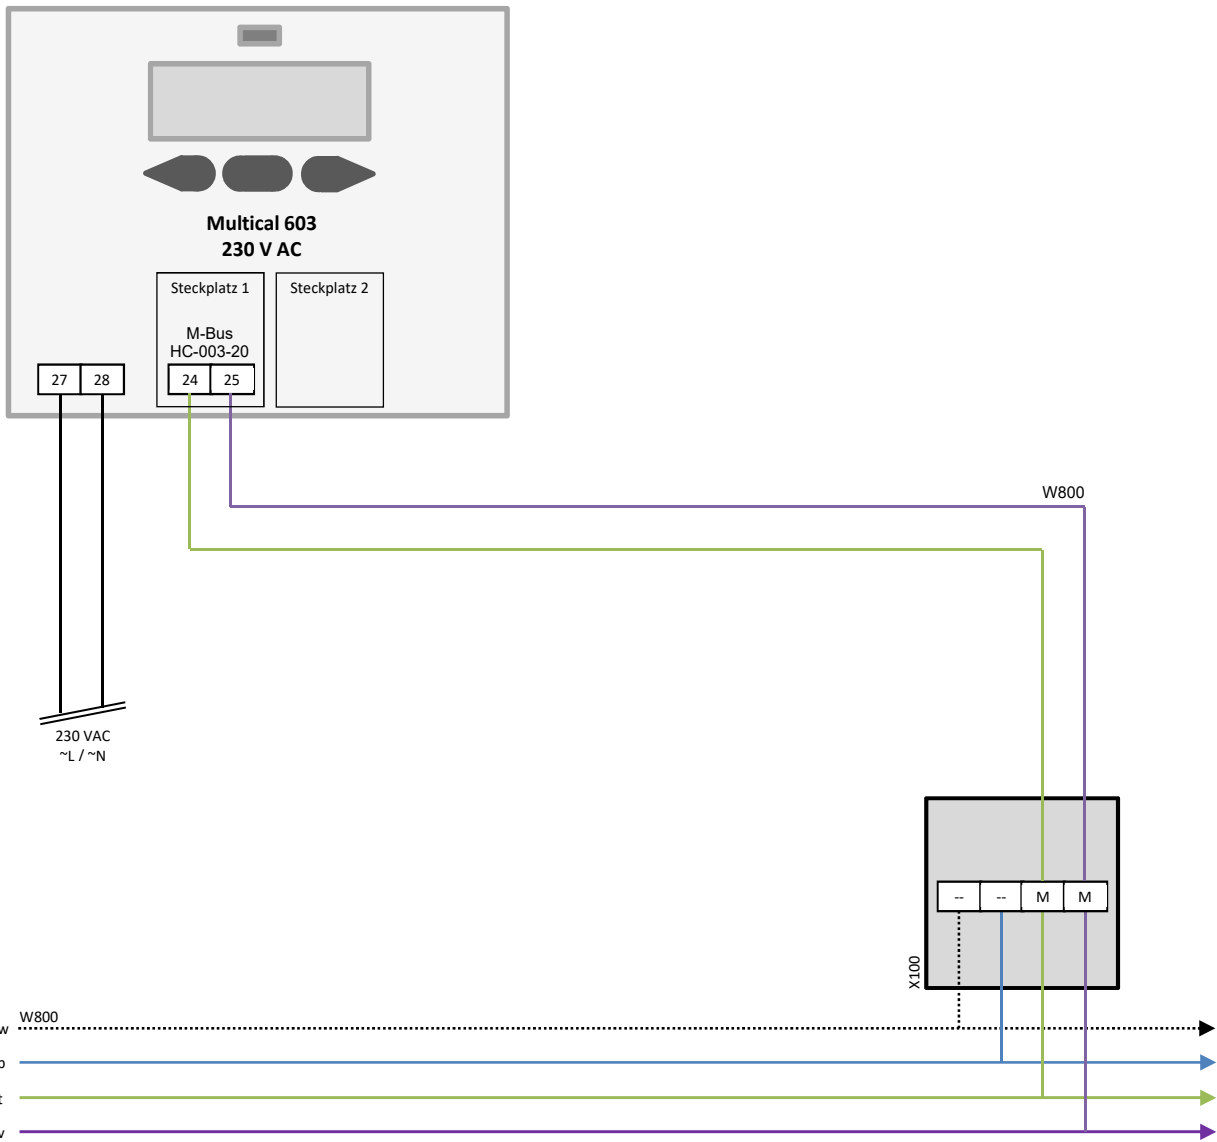 Multical 603
230 V AC
Steckplatz 1
Steckplatz 2
M-Bus
HC-003-20
27 28
24 25
W800
230 VAC
~L / ~N
-- -- M M
X100
W800